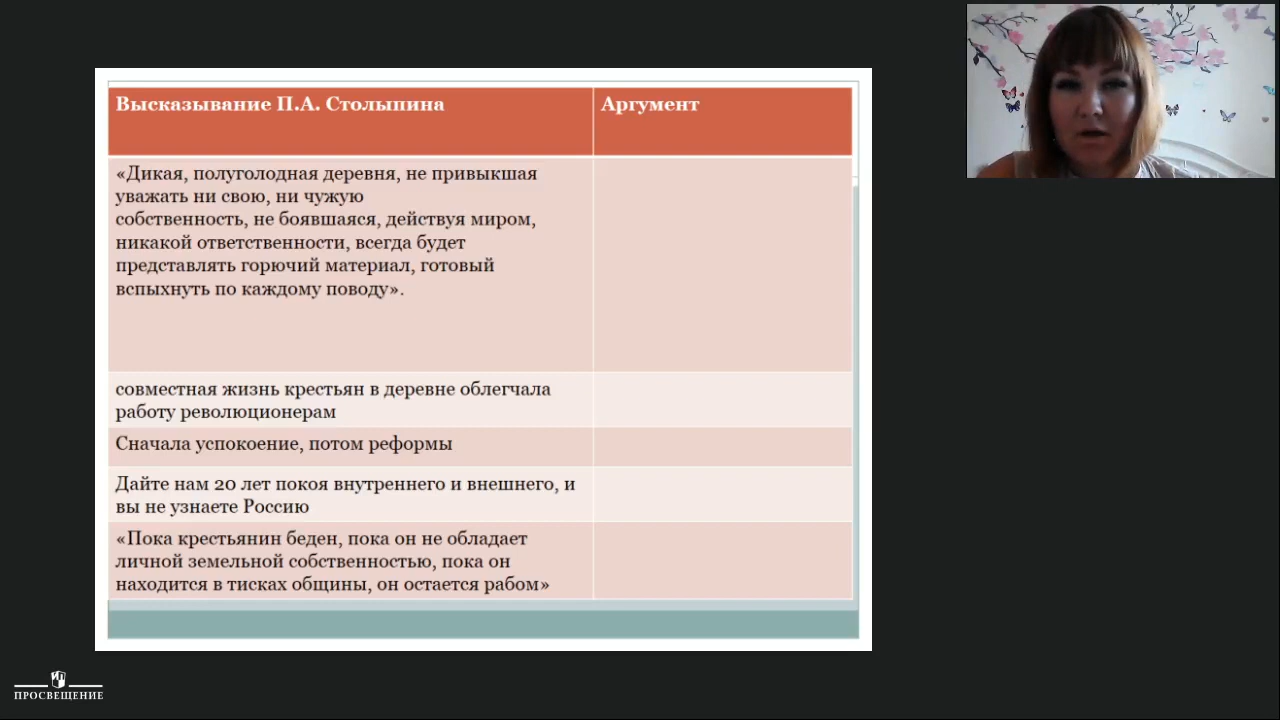 Высказывание П.А. Столыпина
Аргумент
«Дикая, полуголодная деревня, не привыкшая
уважать ни свою, ни чужую
собственность, не боявшаяся, действуя миром,
никакой ответственности, всегда будет
представлять горючий материал, готовый
вспыхнуть по каждому поводу».
совместная жизнь крестьян в деревне облегчала
работу революционерам
Сначала успокоение, потом реформы
Дайте нам 20 лет покоя внутреннего и внешнего, и
вы не узнаете Россию
«Пока крестьянин беден, пока он не обладает
личной земельной собственностью, пока он
находится в тисках общины, он остается рабом»
ПРОСВЕЩЕНИЕ